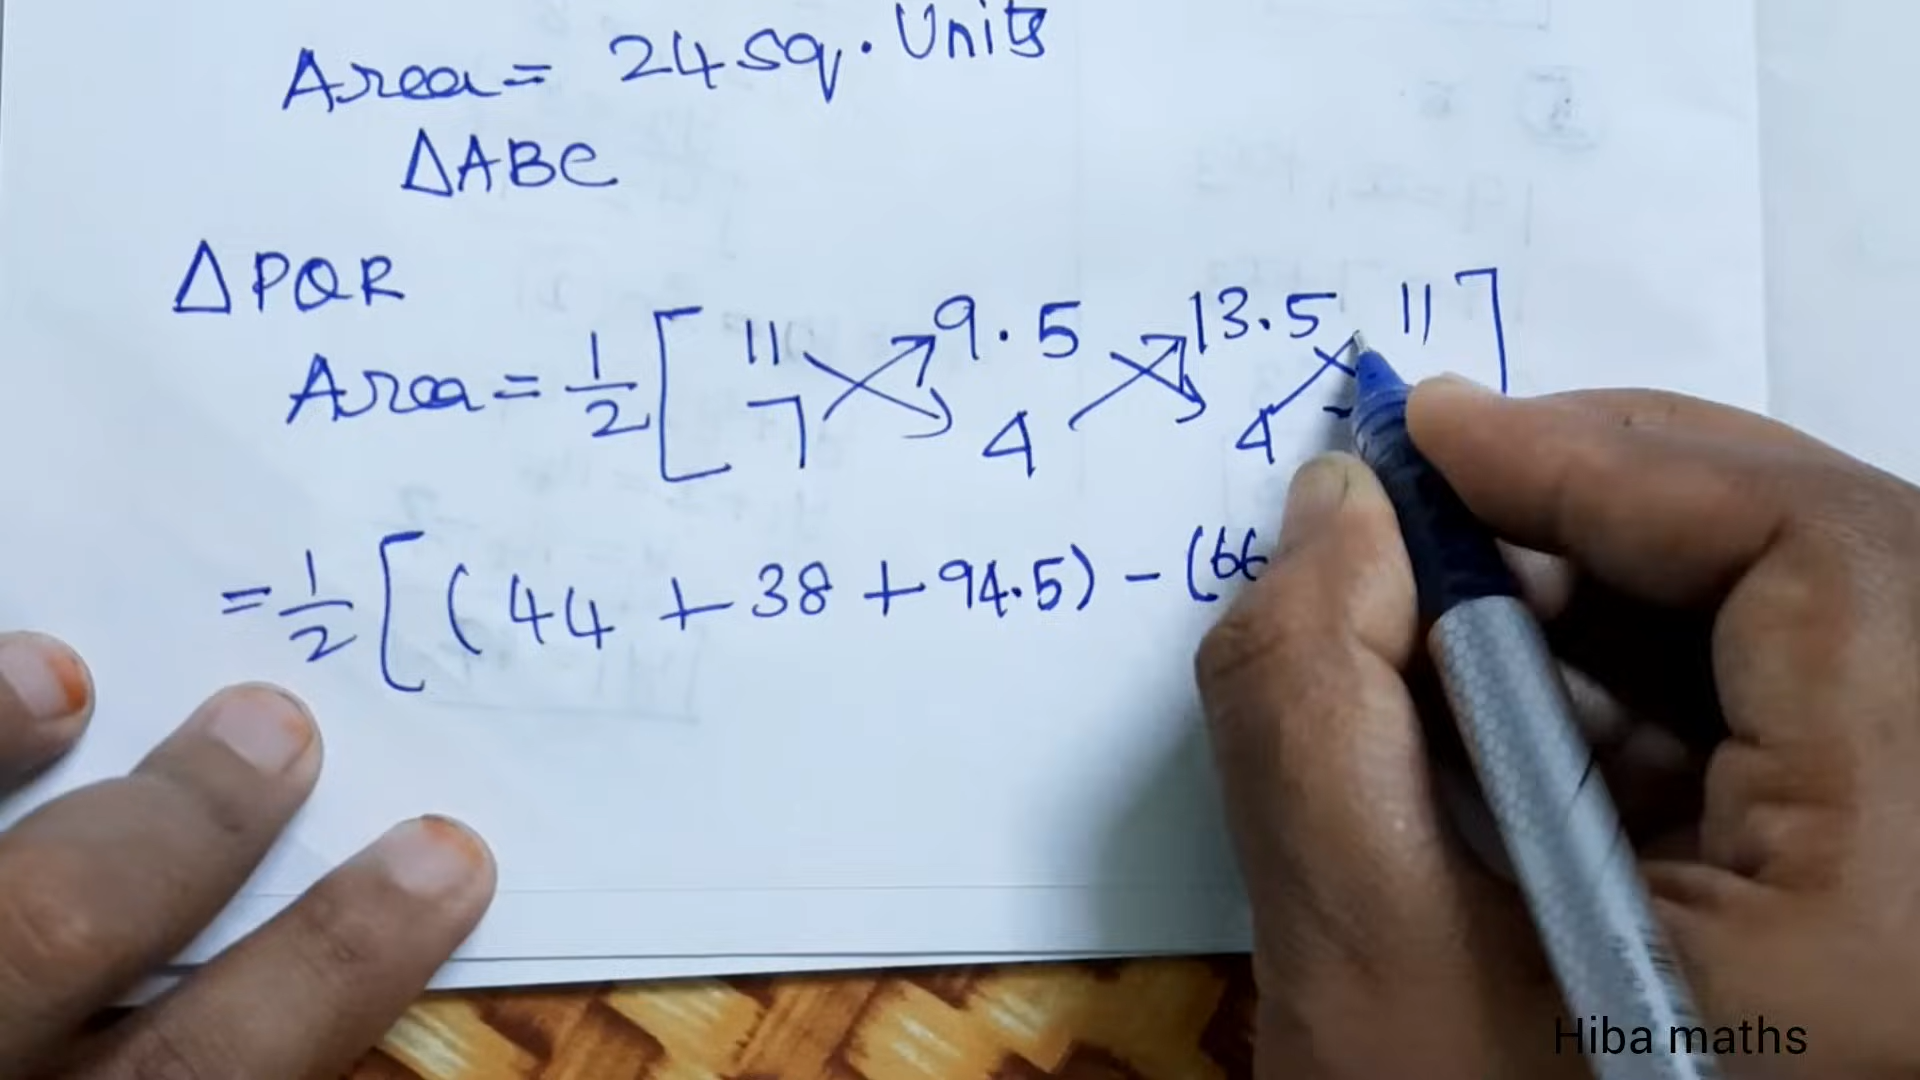 Area = 24 sq. Units
ΔABC
ΔPQR
Area = 1/2 [ 11 9.5 13.5 11 ]
7 4 4
= 1/2 [ ( 44 + 38 + 94.5 ) - ( 66
Hiba maths